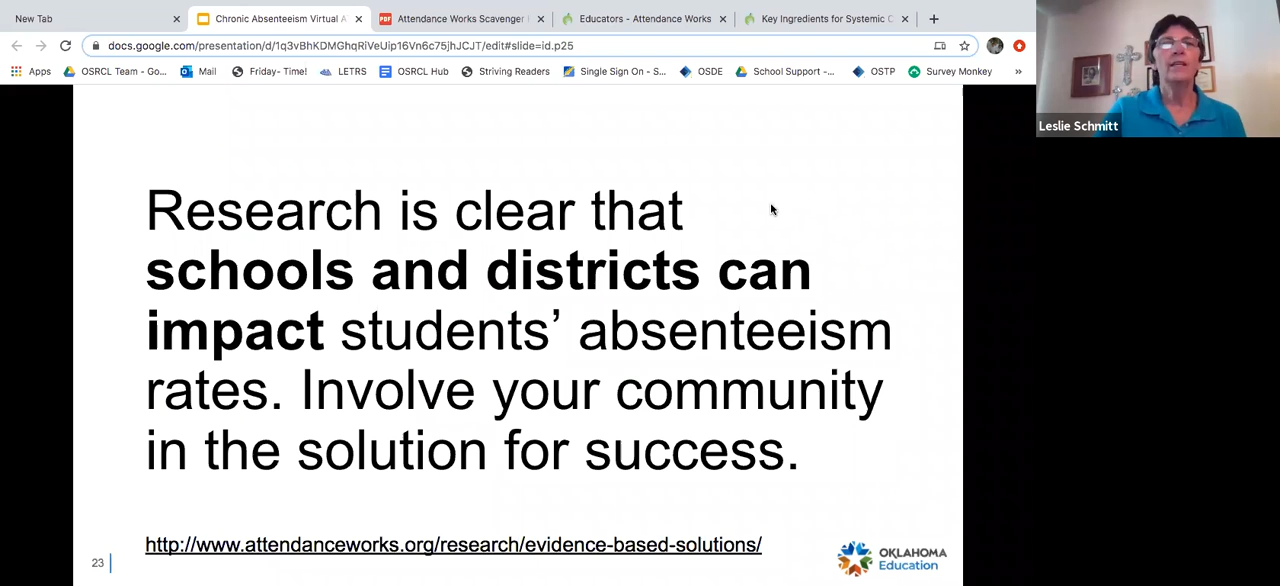 New Tab
Chronic Absenteeism Virtual A
Attendance Works Scavenger
Educators - Attendance Works
Key Ingredients for Systemic C
docs.google.com/presentation/d/1q3vBhKDMGhqRiVeUip16Vn6c75jhJCJT/edit#slide=id.p25
Apps
OSRCL Team - Go...
Mail
Friday- Time!
LETRS
OSRCL Hub
Striving Readers
Single Sign On - S...
OSDE
School Support -...
OSTP
Survey Monkey
»
Leslie Schmitt
Research is clear that
schools and districts can
impact students’ absenteeism
rates. Involve your community
in the solution for success.
http://www.attendanceworks.org/research/evidence-based-solutions/
23
OKLAHOMA
Education